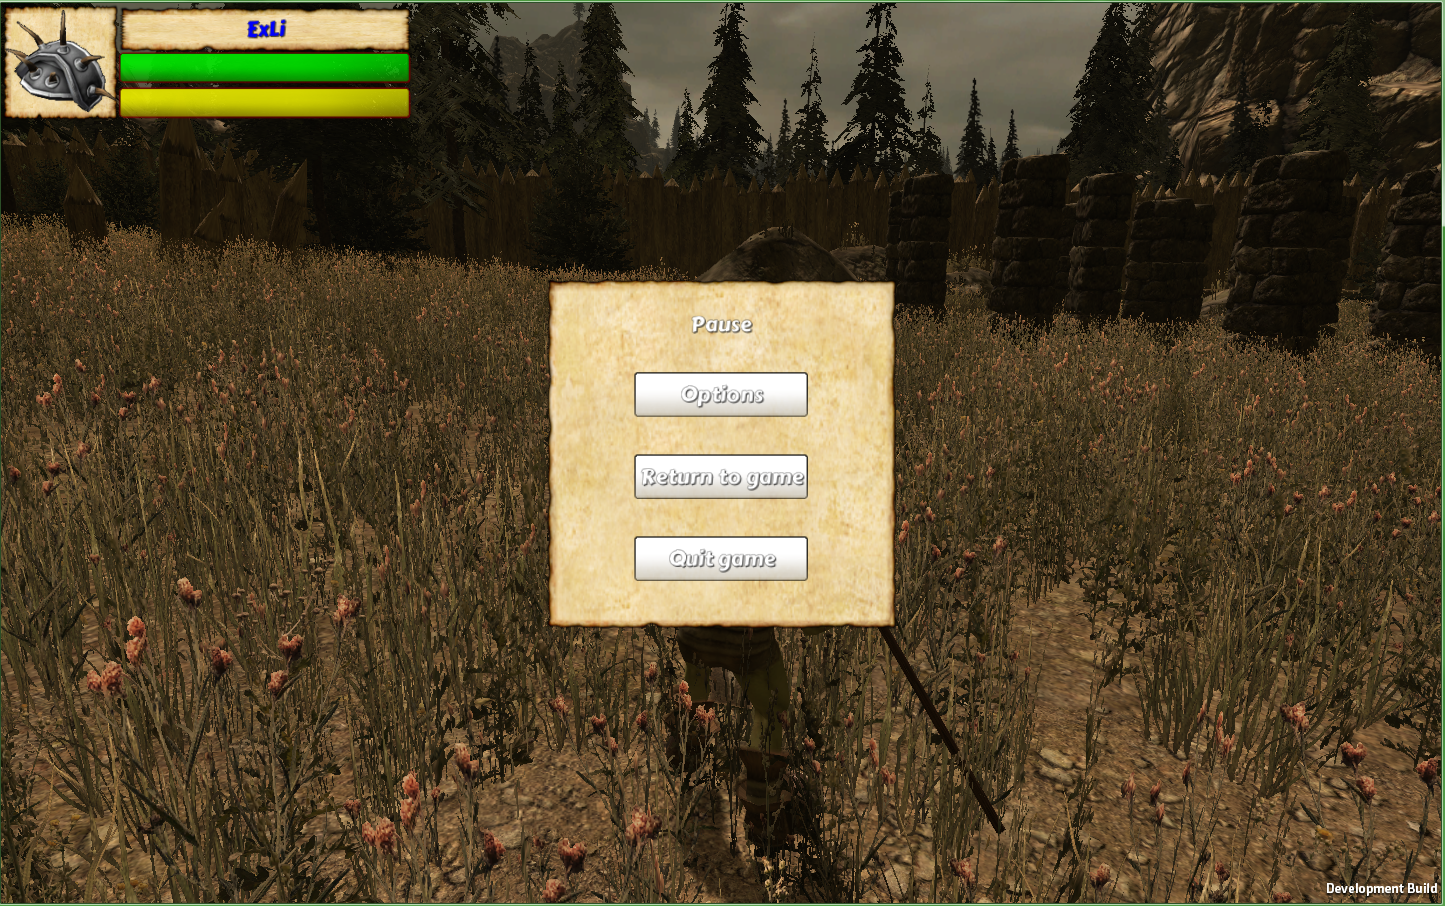 ExLi
Pause
Options
Return to game
Quit game
Development Build